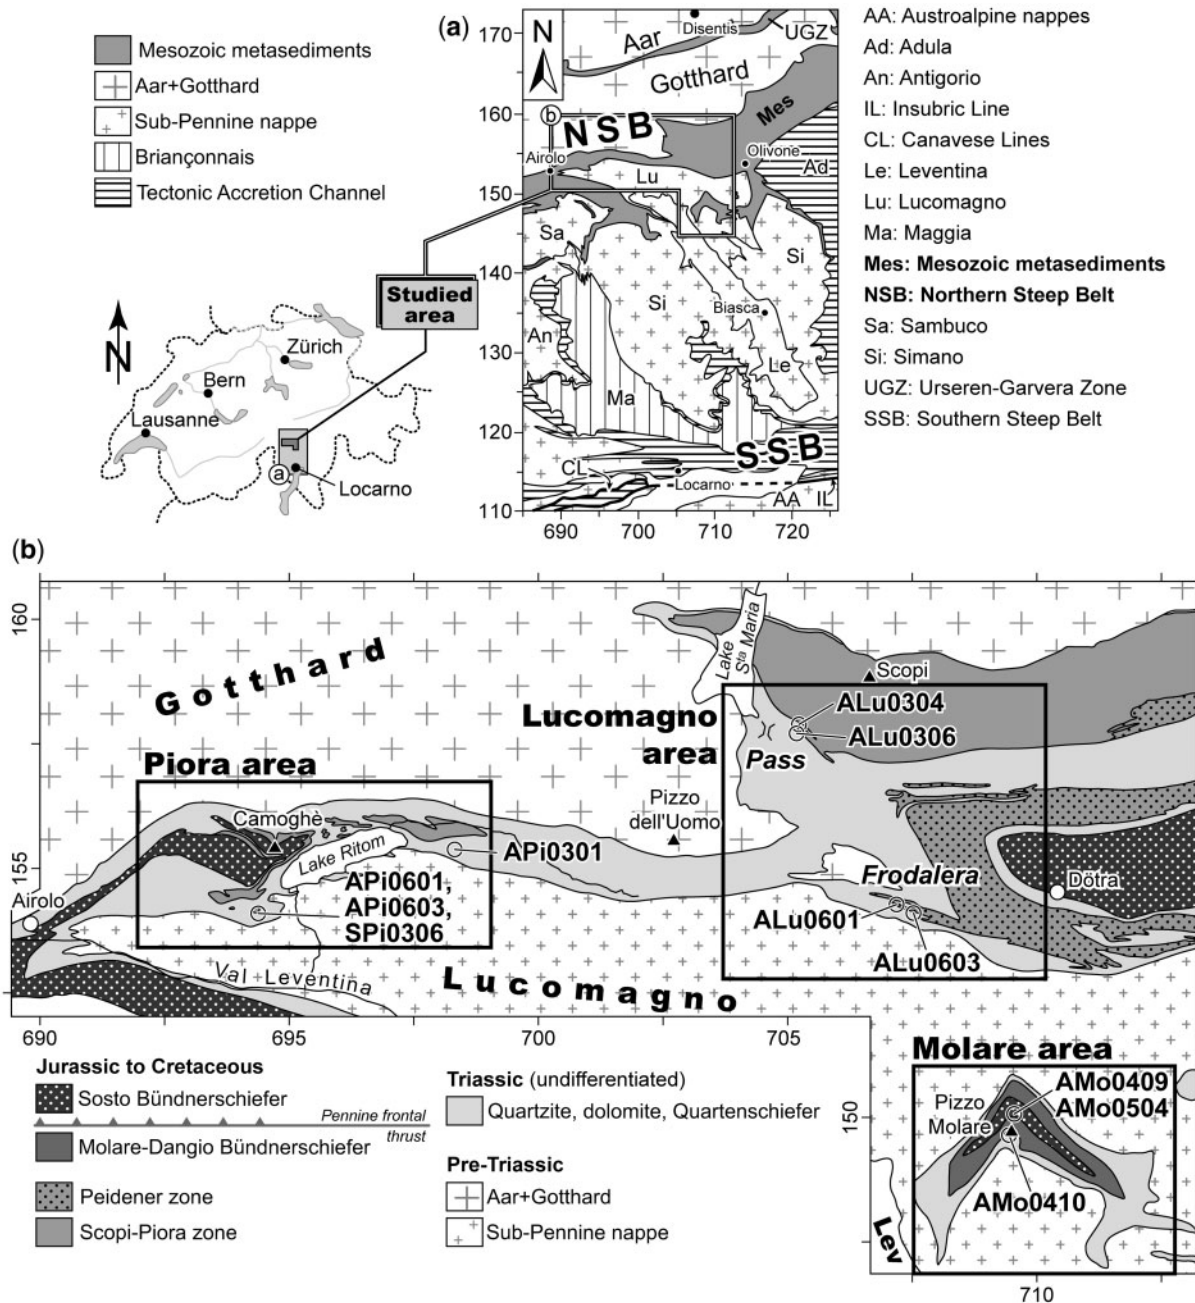 Mesozoic metasediments
Aar+Gotthard
Sub-Pennine nappe
Briançonnais
Tectonic Accretion Channel
(a)
N
170
160
150
140
130
120
110
690
700
710
720
Disentis
UGZ
Aar
Gotthard
Mes
b
NSB
Airolo
Olivone
Lu
Ad
Sa
Si
Si
Biasca
An
Le
Ma
SSB
CL
Locarno
AA
IL
AA: Austroalpine nappes
Ad: Adula
An: Antigorio
IL: Insubric Line
CL: Canavese Lines
Le: Leventina
Lu: Lucomagno
Ma: Maggia
Mes: Mesozoic metasediments
NSB: Northern Steep Belt
Sa: Sambuco
Si: Simano
UGZ: Urseren-Garvera Zone
SSB: Southern Steep Belt
Studied
area
N
Zürich
Bern
Lausanne
a
Locarno
(b)
160
155
Gotthard
Lake
Sta Maria
Scopi
Lucomagno
area
ALu0304
ALu0306
Pass
Piora area
Camoghè
Pizzo
dell'Uomo
Lake Ritom
APi0301
APi0601,
APi0603,
SPi0306
Frodalera
Dötra
Airolo
ALu0601
ALu0603
Val Leventina
Lucomagno
690
695
700
705
Molare area
AMo0409
AMo0504
Pizzo
Molare
150
AMo0410
Lev
710
Jurassic to Cretaceous
Sosto Bündnerschiefer
Pennine frontal
thrust
Molare-Dangio Bündnerschiefer
Peidener zone
Scopi-Piora zone
Triassic (undifferentiated)
Quartzite, dolomite, Quartenschiefer
Pre-Triassic
Aar+Gotthard
Sub-Pennine nappe